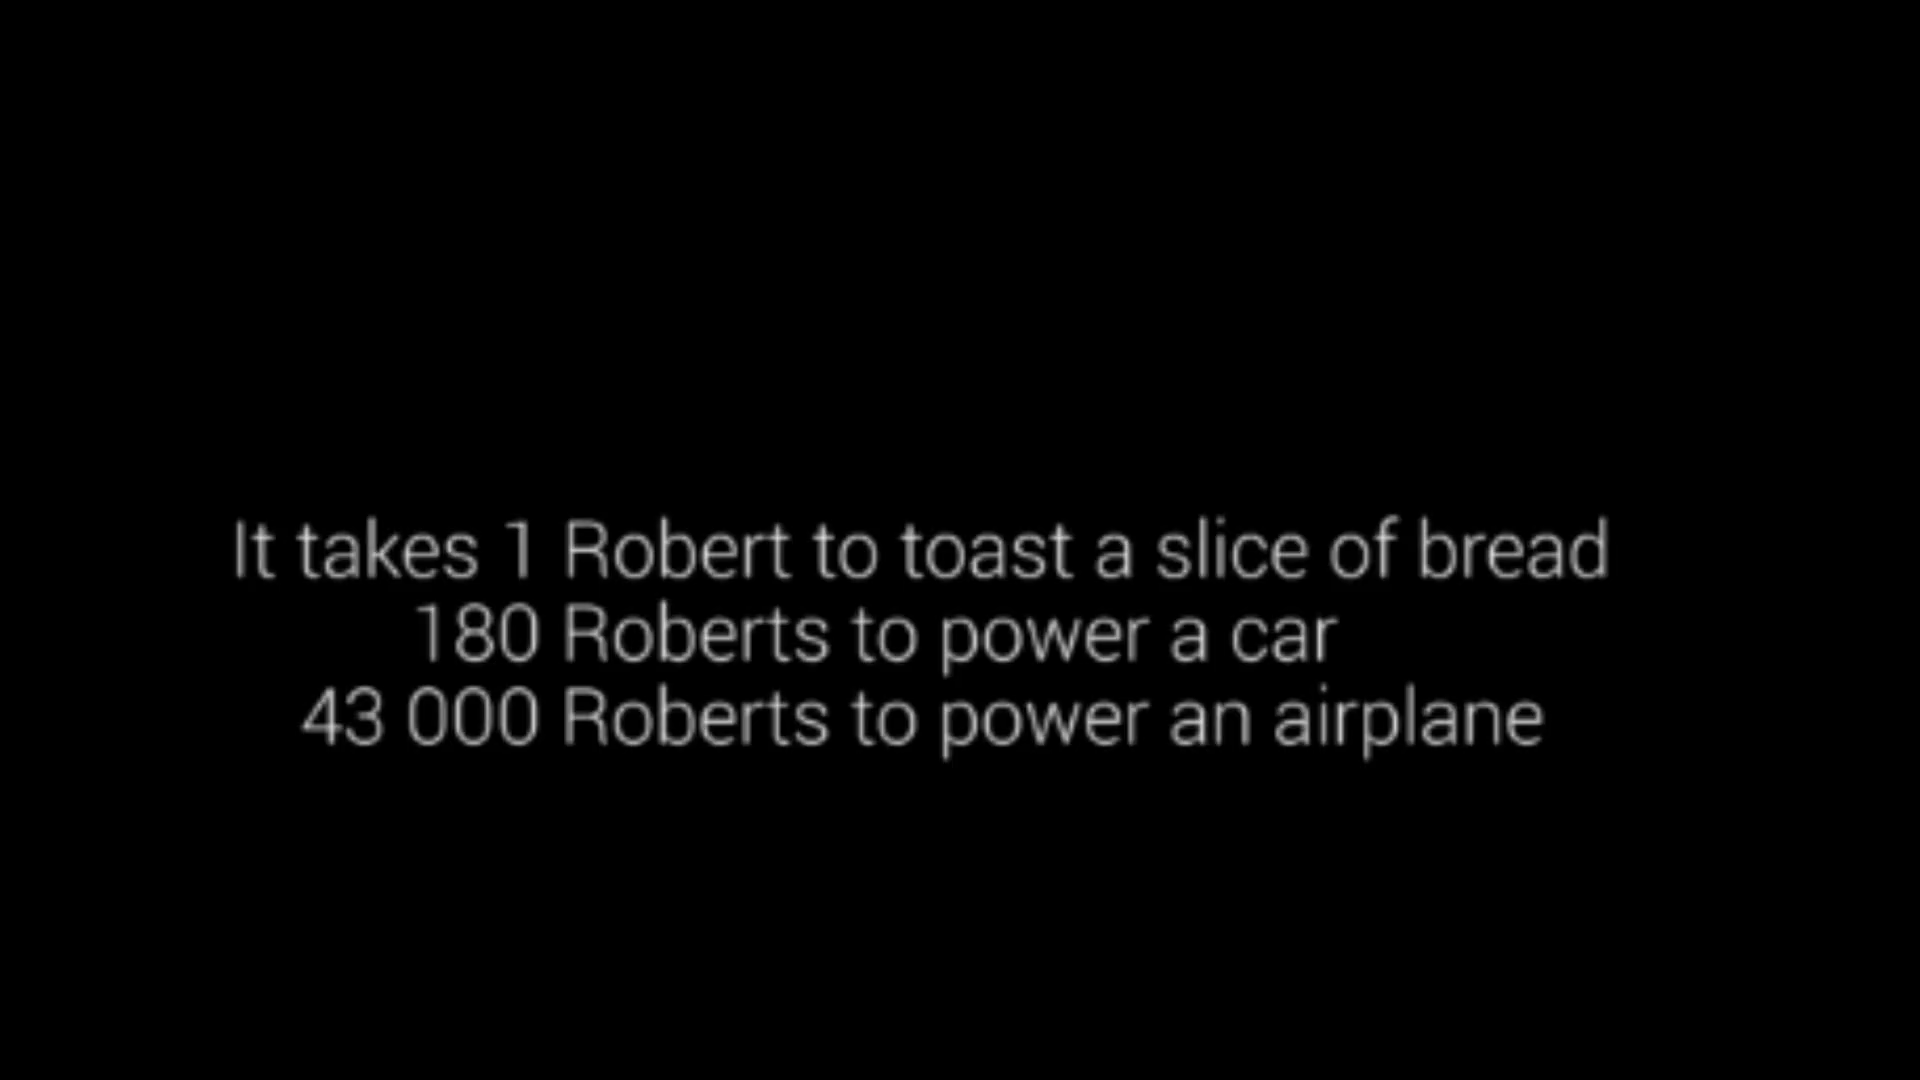 It takes 1 Robert to toast a slice of bread
180 Roberts to power a car
43 000 Roberts to power an airplane